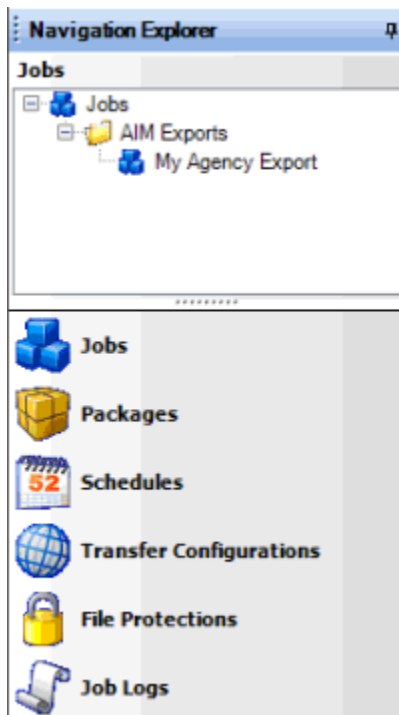 Navigation Explorer
Jobs
Jobs
AIM Exports
My Agency Export
Jobs
Packages
52
Schedules
Transfer Configurations
File Protections
Job Logs